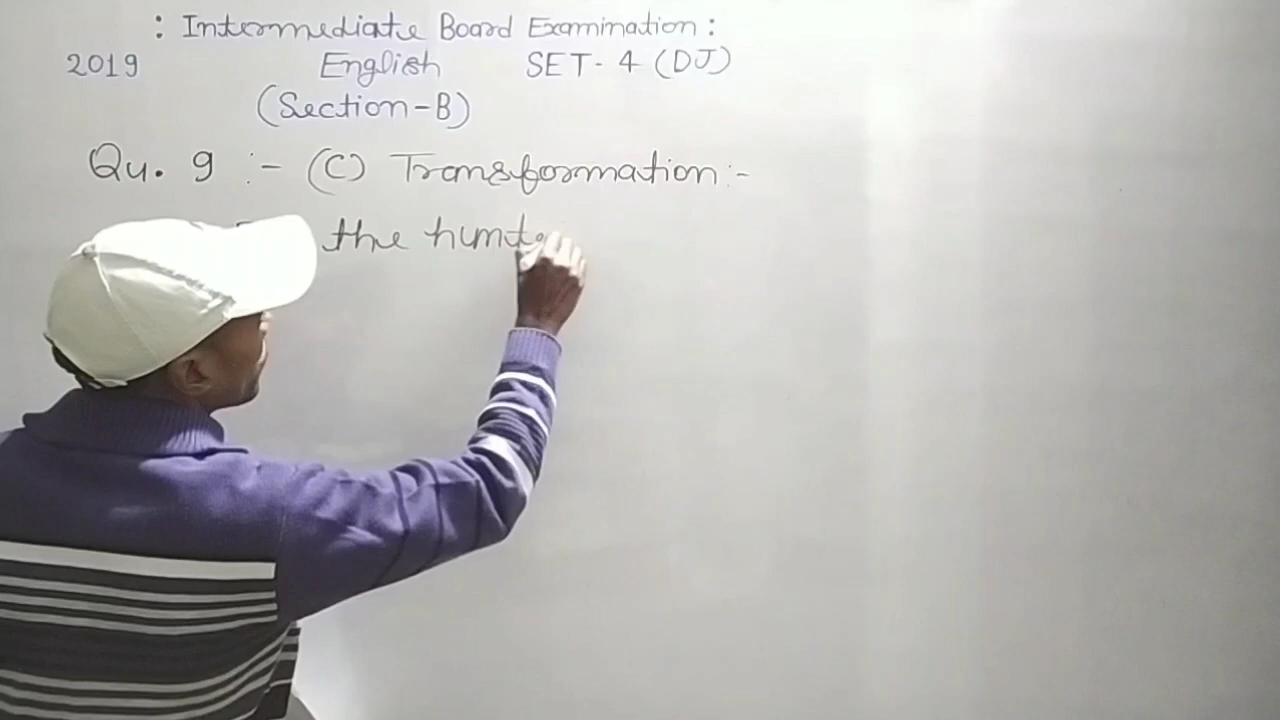 : Intermediate Board Examination :
2019 English SET- 4 (DJ)
(Section-B)
Qu. 9 :- (C) Transformation :-
the hunte